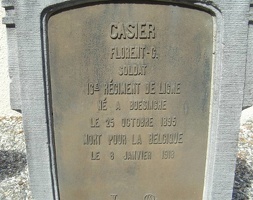 CASIER
FLORENT-C.
SOLDAT
RÉGIMENT DE LIGNE
NÉ A BOESINGHE
LE 25 OCTOBRE 1895
MORT POUR LA BELGIQUE
LE 8 JANVIER 1918